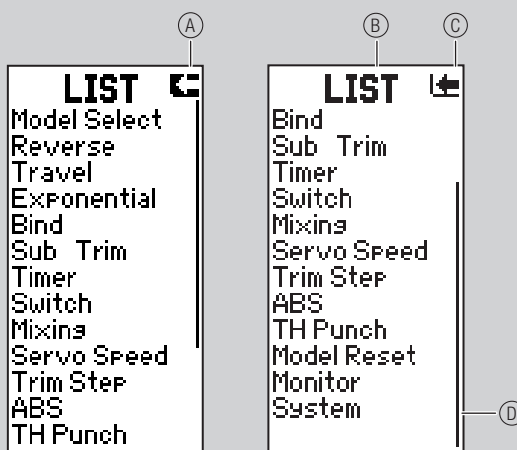 Ⓐ
Ⓑ
Ⓒ
LIST
Model Select
Reverse
Travel
Exponential
Bind
Sub Trim
Timer
Switch
Mixing
Servo Speed
Trim Step
ABS
TH Punch
LIST
Bind
Sub Trim
Timer
Switch
Mixing
Servo Speed
Trim Step
ABS
TH Punch
Model Reset
Monitor
System
Ⓓ